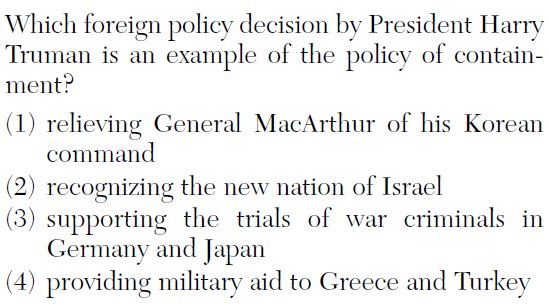 Which foreign policy decision by President Harry
Truman is an example of the policy of contain-
ment?
(1) relieving General MacArthur of his Korean
command
(2) recognizing the new nation of Israel
(3) supporting the trials of war criminals in
Germany and Japan
(4) providing military aid to Greece and Turkey